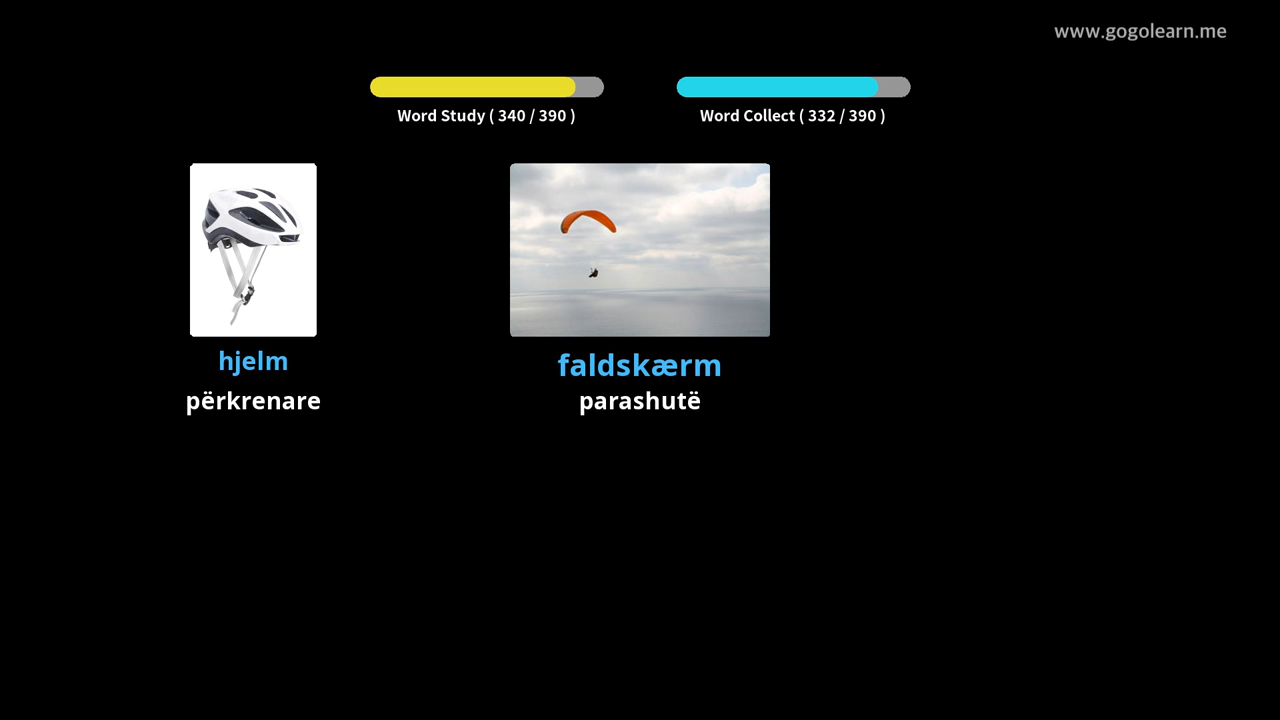 www.gogolearn.me
Word Study ( 340 / 390 )
Word Collect ( 332 / 390 )
hjelm
përkrenare
faldskærm
parashutë